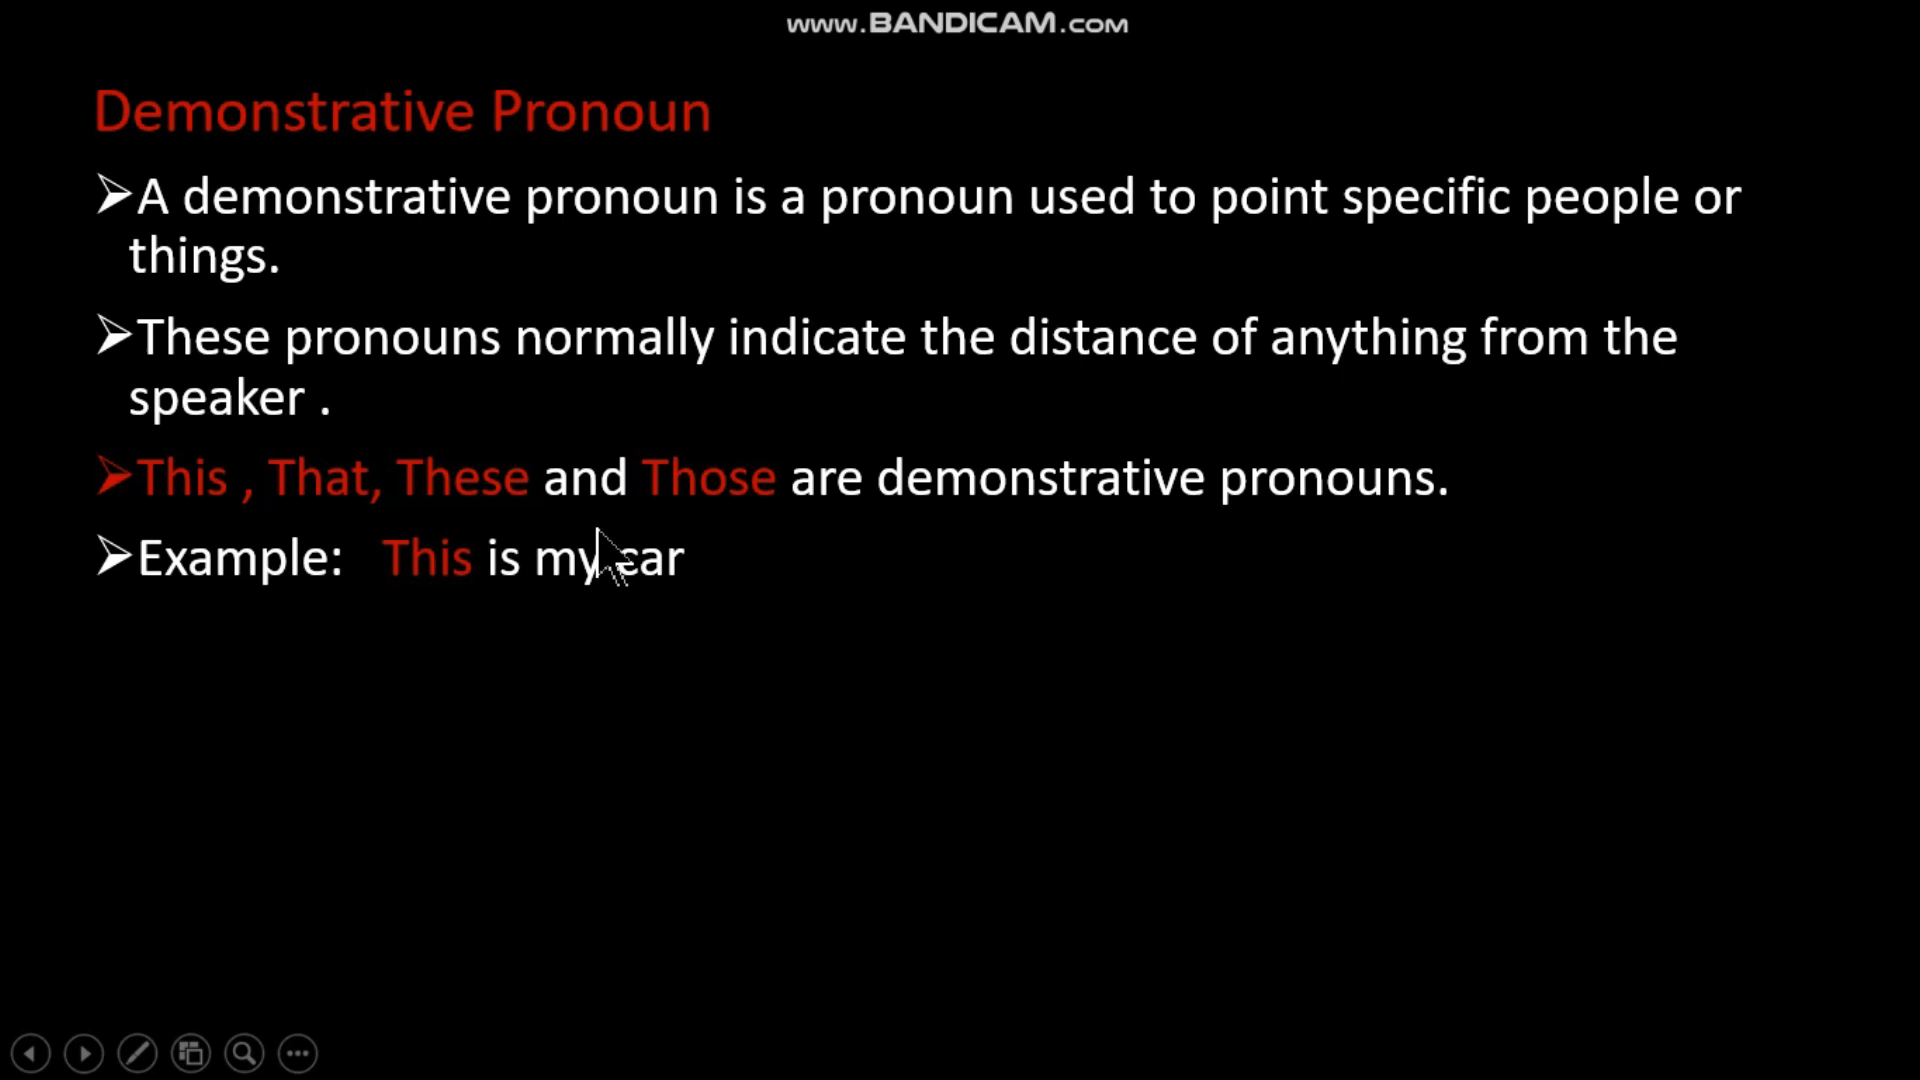 www.BANDICAM.com
Demonstrative Pronoun
➢A demonstrative pronoun is a pronoun used to point specific people or
things.
➢These pronouns normally indicate the distance of anything from the
speaker .
➢This , That, These and Those are demonstrative pronouns.
➢Example: This is my car